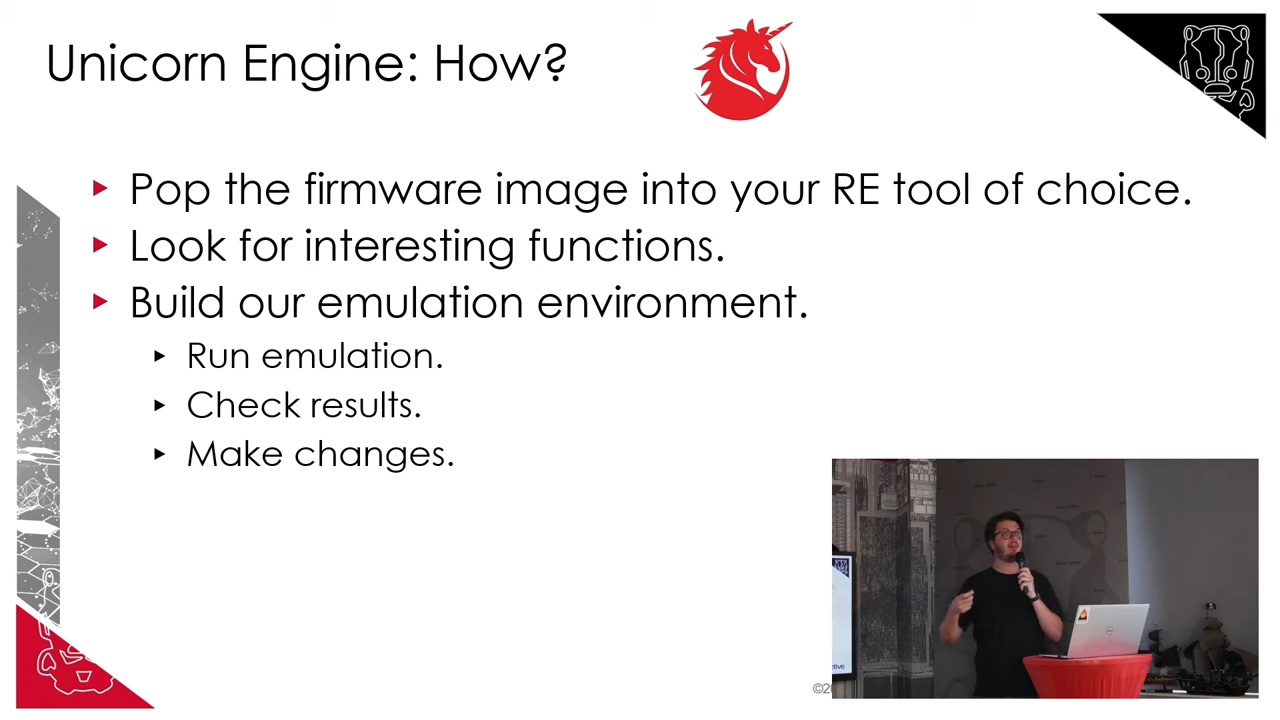 Unicorn Engine: How?
Pop the firmware image into your RE tool of choice.
Look for interesting functions.
Build our emulation environment.
Run emulation.
Check results.
Make changes.